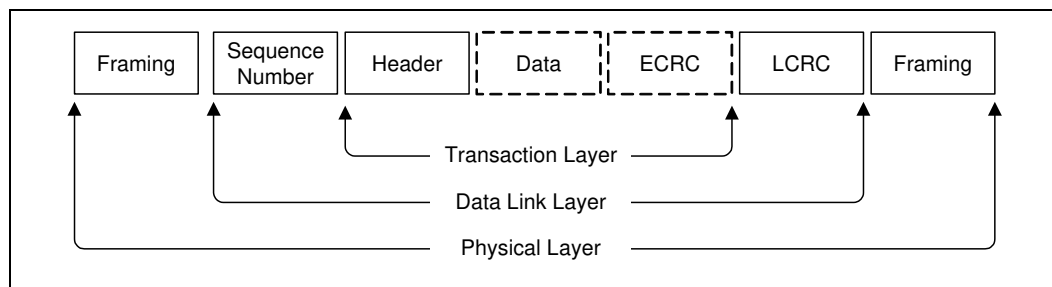 Framing
Sequence
Number
Header
Data
ECRC
LCRC
Framing
Transaction Layer
Data Link Layer
Physical Layer